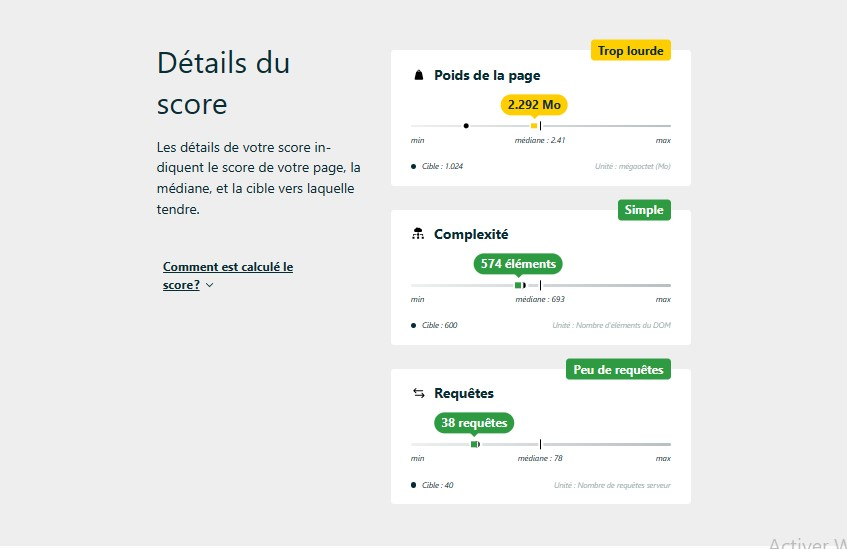 Détails du
score
Les détails de votre score in-
diquent le score de votre page, la
médiane, et la cible vers laquelle
tendre.
Comment est calculé le
score?
Trop lourde
Poids de la page
2.292 Mo
min médiane : 2.41 max
Cible : 1.024 Unité : mégaoctet (Mo)
Simple
Complexité
574 éléments
min médiane : 693 max
Cible : 600 Unité : Nombre d'éléments du DOM
Peu de requêtes
Requêtes
38 requêtes
min médiane : 78 max
Cible : 40 Unité : Nombre de requêtes serveur
Activer W